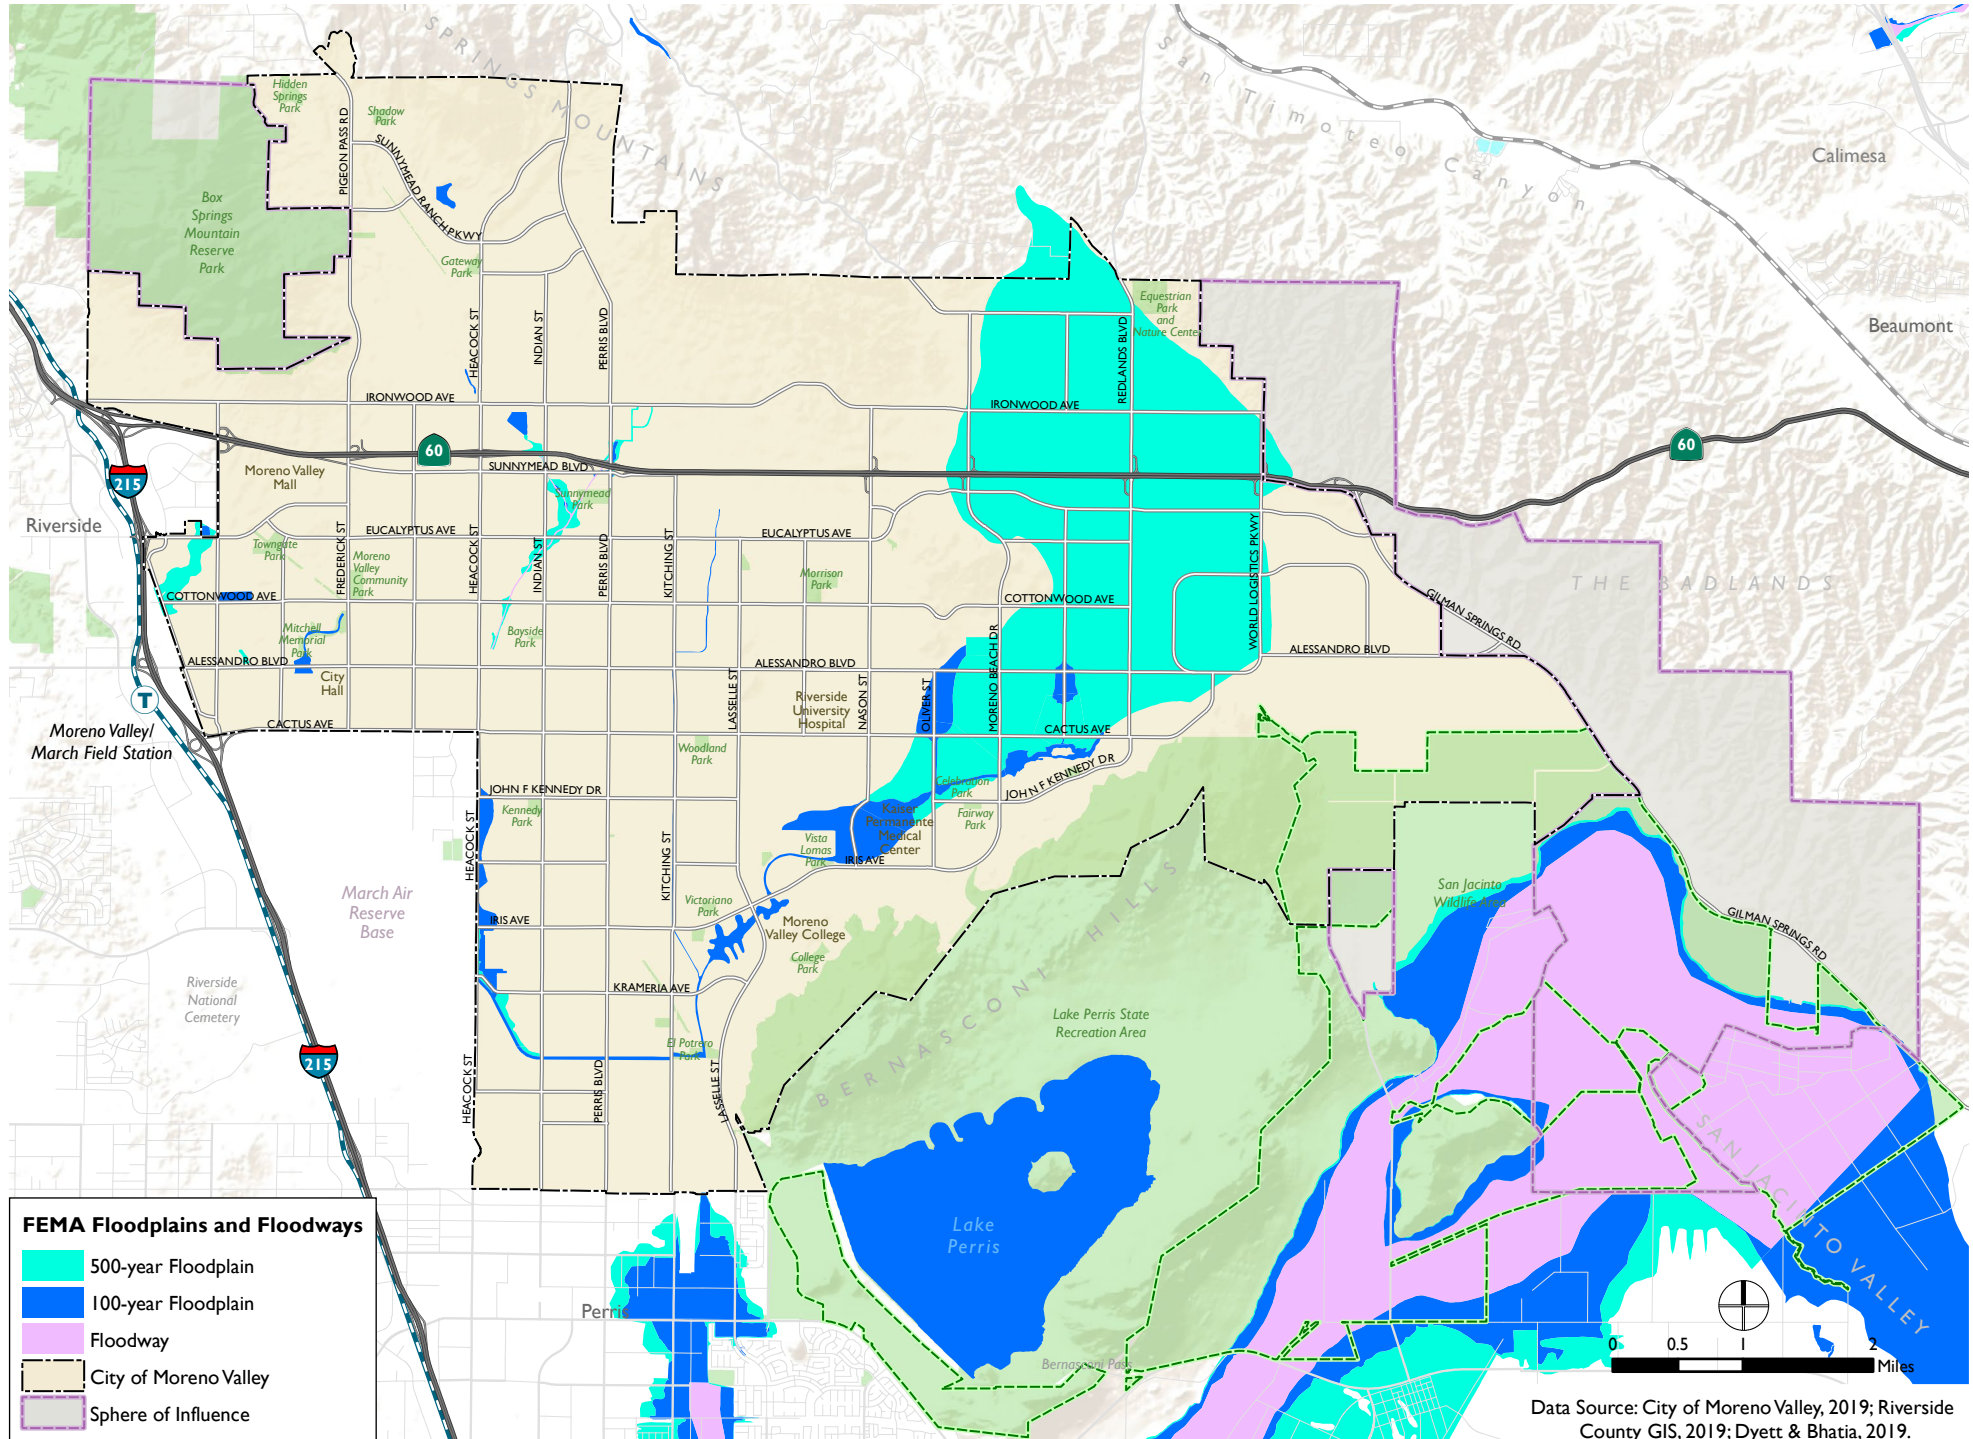 SPRINGS MOUNTAINS
San Timoteo Canyon
Calimesa
Beaumont
Hidden
Springs
Park
Shadow
Park
PIGEON PASS RD
SUNNYMEAD RANCH PKWY
Box
Springs
Mountain
Reserve
Park
Gateway
Park
Equestrian
Park
and
Nature Center
HEACOCK ST
INDIAN ST
PERRIS BLVD
REDLANDS BLVD
IRONWOOD AVE
IRONWOOD AVE
60
60
SUNNYMEAD BLVD
Moreno Valley
Mall
215
Riverside
Sunnymead
Park
EUCALYPTUS AVE
EUCALYPTUS AVE
Towngate
Park
FREDERICK ST
Moreno
Valley
Community
Park
HEACOCK ST
INDIAN ST
PERRIS BLVD
KITCHING ST
Morrison
Park
WORLD LOGISTICS PKWY
THE BADLANDS
COTTONWOOD AVE
COTTONWOOD AVE
GILMAN SPRINGS RD
Mitchell
Memorial
Park
Bayside
Park
ALESSANDRO BLVD
ALESSANDRO BLVD
ALESSANDRO BLVD
City
Hall
LASSELLE ST
Riverside
University
Hospital
NASON ST
OLIVER ST
MORENO BEACH DR
T
Moreno Valley/
March Field Station
CACTUS AVE
CACTUS AVE
Woodland
Park
JOHN F KENNEDY DR
JOHN F KENNEDY DR
Celebration
Park
Kennedy
Park
Kaiser
Permanente
Medical
Center
Fairway
Park
Vista
Lomas
Park
IRIS AVE
HEACOCK ST
KITCHING ST
March Air
Reserve
Base
San Jacinto
Wildlife Area
Victoriano
Park
IRIS AVE
Moreno
Valley College
GILMAN SPRINGS RD
College
Park
Riverside
National
Cemetery
KRAMERIA AVE
BERNASCONI HILLS
Lake Perris State
Recreation Area
El Potrero
Park
215
HEACOCK ST
PERRIS BLVD
LASSELLE ST
SAN JACINTO VALLEY
Lake
Perris
Perris
Bernasconi Pass
FEMA Floodplains and Floodways
500-year Floodplain
100-year Floodplain
Floodway
City of Moreno Valley
Sphere of Influence
0 0.5 1 2
Miles
Data Source: City of Moreno Valley, 2019; Riverside
County GIS, 2019; Dyett & Bhatia, 2019.